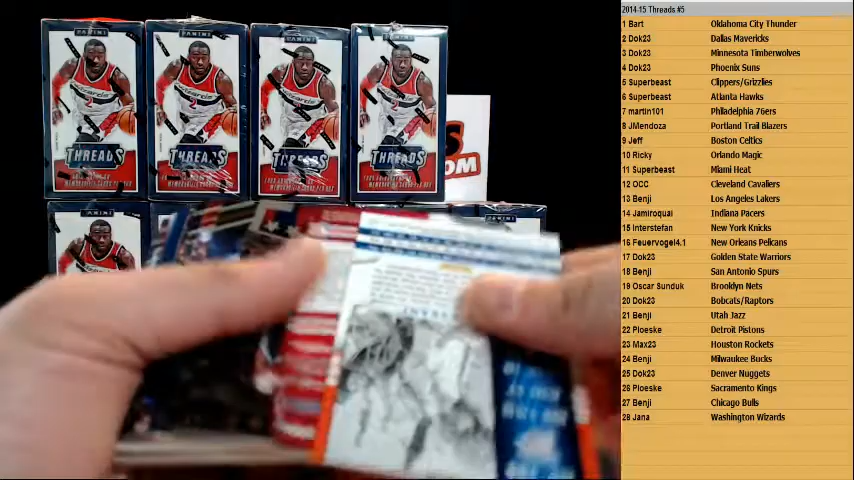 2014-15 Threads #5
1 Bart Oklahoma City Thunder
2 Dok23 Dallas Mavericks
3 Dok23 Minnesota Timberwolves
4 Dok23 Phoenix Suns
5 Superbeast Clippers/Grizzlies
6 Superbeast Atlanta Hawks
7 martin101 Philadelphia 76ers
8 JMendoza Portland Trail Blazers
9 Jeff Boston Celtics
10 Ricky Orlando Magic
11 Superbeast Miami Heat
12 OCC Cleveland Cavaliers
13 Benji Los Angeles Lakers
14 Jamiroquai Indiana Pacers
15 Interstefan New York Knicks
16 Feuervogel4.1 New Orleans Pelicans
17 Dok23 Golden State Warriors
18 Benji San Antonio Spurs
19 Oscar Sunduk Brooklyn Nets
20 Dok23 Bobcats/Raptors
21 Benji Utah Jazz
22 Ploeske Detroit Pistons
23 Max23 Houston Rockets
24 Benji Milwaukee Bucks
25 Dok23 Denver Nuggets
26 Ploeske Sacramento Kings
27 Benji Chicago Bulls
28 Jana Washington Wizards
PANINI PANINI PANINI PANINI
THREADS THREADS THREADS THREADS
PANINI PANINI